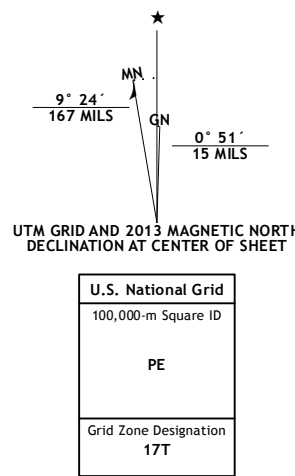 ★
MN
9° 24´
167 MILS
GN
0° 51´
15 MILS
UTM GRID AND 2013 MAGNETIC NORTH
DECLINATION AT CENTER OF SHEET
U.S. National Grid
100,000-m Square ID
PE
Grid Zone Designation
17T